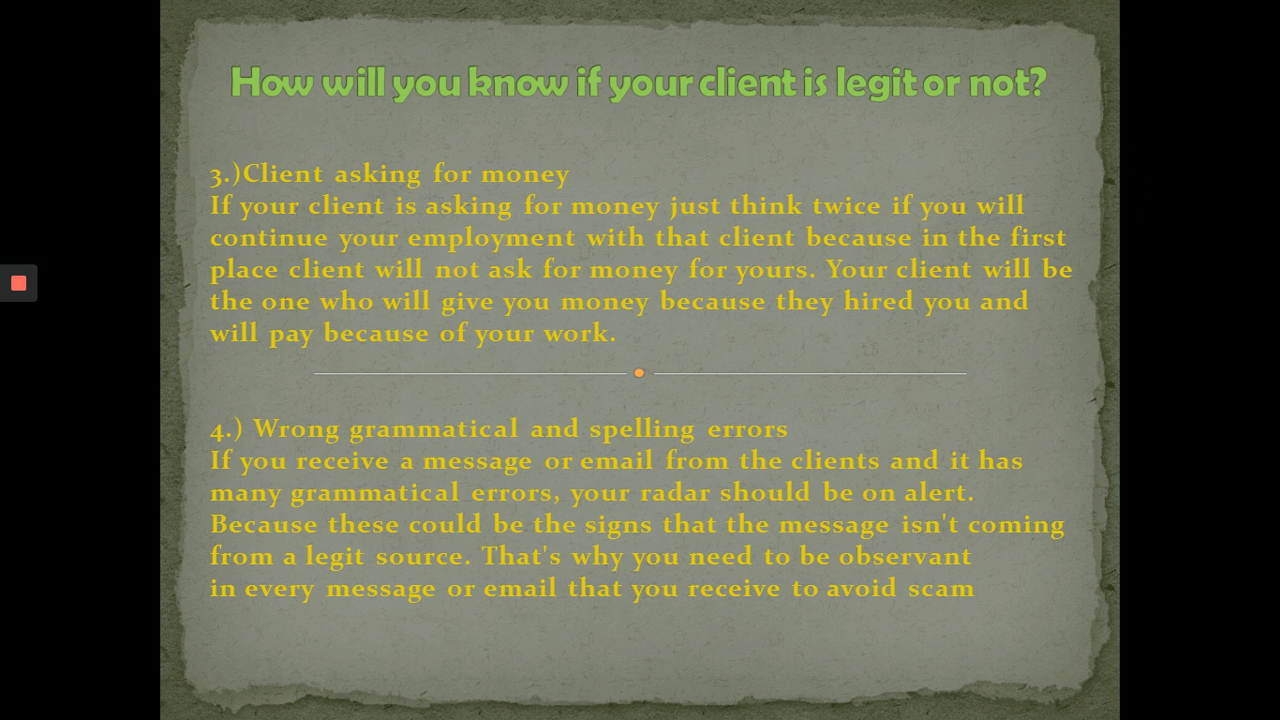 How will you know if your client is legit or not?
3.)Client asking for money
If your client is asking for money just think twice if you will
continue your employment with that client because in the first
place client will not ask for money for yours. Your client will be
the one who will give you money because they hired you and
will pay because of your work.
4.) Wrong grammatical and spelling errors
If you receive a message or email from the clients and it has
many grammatical errors, your radar should be on alert.
Because these could be the signs that the message isn't coming
from a legit source. That's why you need to be observant
in every message or email that you receive to avoid scam